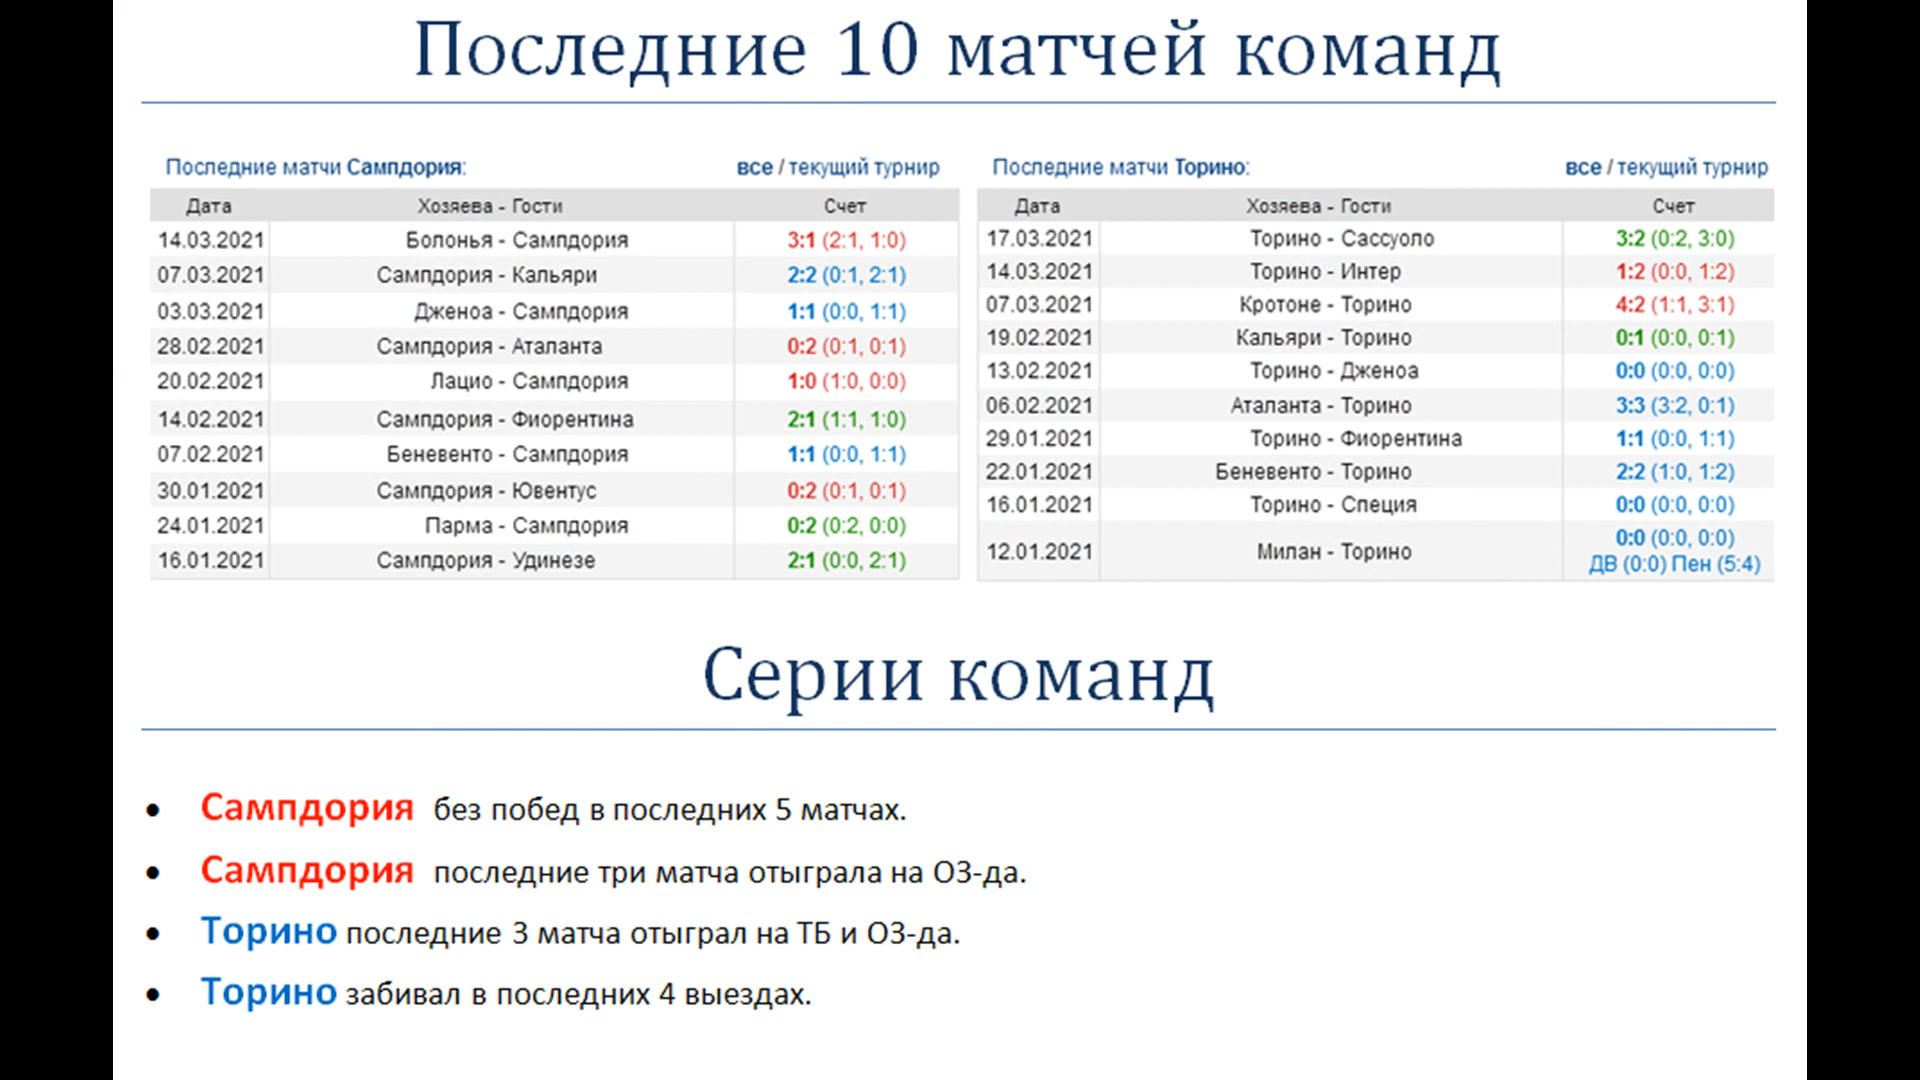 Последние 10 матчей команд
Последние матчи Сампдория: все / текущий турнир
Дата Хозяева - Гости Счет
14.03.2021 Болонья - Сампдория 3:1 (2:1, 1:0)
07.03.2021 Сампдория - Кальяри 2:2 (0:1, 2:1)
03.03.2021 Дженоа - Сампдория 1:1 (0:0, 1:1)
28.02.2021 Сампдория - Аталанта 0:2 (0:1, 0:1)
20.02.2021 Лацио - Сампдория 1:0 (1:0, 0:0)
14.02.2021 Сампдория - Фиорентина 2:1 (1:1, 1:0)
07.02.2021 Беневенто - Сампдория 1:1 (0:0, 1:1)
30.01.2021 Сампдория - Ювентус 0:2 (0:1, 0:1)
24.01.2021 Парма - Сампдория 0:2 (0:2, 0:0)
16.01.2021 Сампдория - Удинезе 2:1 (0:0, 2:1)
Последние матчи Торино: все / текущий турнир
Дата Хозяева - Гости Счет
17.03.2021 Торино - Сассуоло 3:2 (0:2, 3:0)
14.03.2021 Торино - Интер 1:2 (0:0, 1:2)
07.03.2021 Кротоне - Торино 4:2 (1:1, 3:1)
19.02.2021 Кальяри - Торино 0:1 (0:0, 0:1)
13.02.2021 Торино - Дженоа 0:0 (0:0, 0:0)
06.02.2021 Аталанта - Торино 3:3 (3:2, 0:1)
29.01.2021 Торино - Фиорентина 1:1 (0:0, 1:1)
22.01.2021 Беневенто - Торино 2:2 (1:0, 1:2)
16.01.2021 Торино - Специя 0:0 (0:0, 0:0)
12.01.2021 Милан - Торино 0:0 (0:0, 0:0)
ДВ (0:0) Пен (5:4)
Серии команд
• Сампдория без побед в последних 5 матчах.
• Сампдория последние три матча отыграла на ОЗ-да.
• Торино последние 3 матча отыграл на ТБ и ОЗ-да.
• Торино забивал в последних 4 выездах.